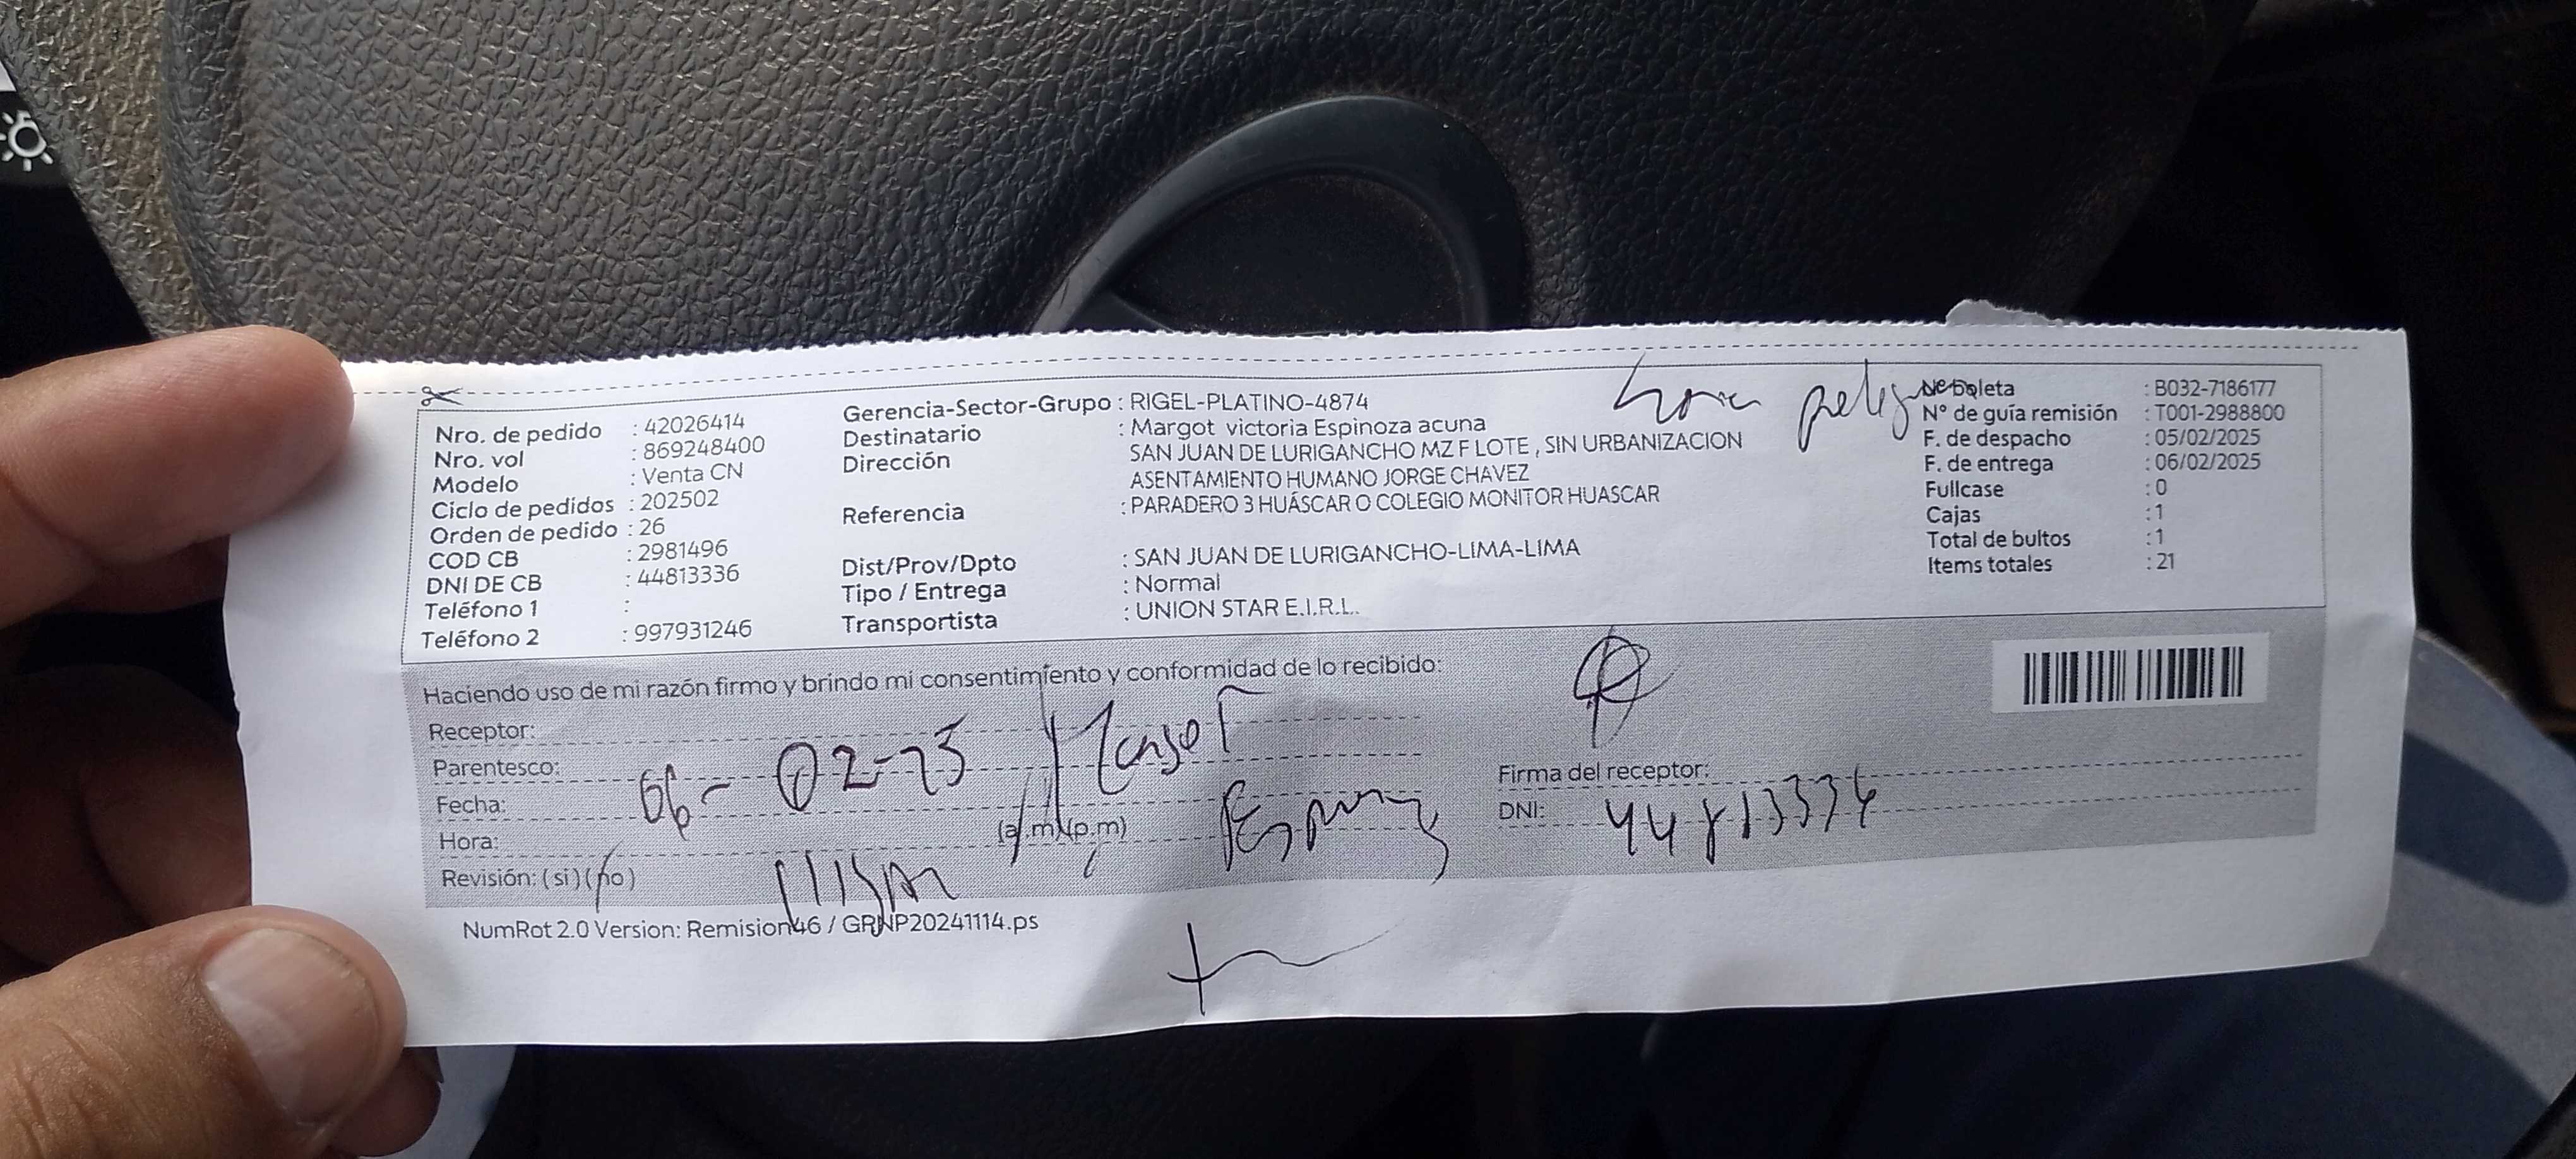 Nro. de pedido : 42026414
Nro. vol : 869248400
Modelo : Venta CN
Ciclo de pedidos : 202502
Orden de pedido : 26
COD CB : 2981496
DNI DE CB : 44813336
Teléfono 1 :
Teléfono 2 : 997931246
Gerencia-Sector-Grupo : RIGEL-PLATINO-4874
Destinatario : Margot victoria Espinoza acuna
Dirección SAN JUAN DE LURIGANCHO MZ F LOTE , SIN URBANIZACION
ASENTAMIENTO HUMANO JORGE CHAVEZ
Referencia : PARADERO 3 HUÁSCAR O COLEGIO MONITOR HUASCAR
Dist/Prov/Dpto : SAN JUAN DE LURIGANCHO-LIMA-LIMA
Tipo / Entrega : Normal
Transportista : UNION STAR E.I.R.L.
boleta : B032-7186177
N° de guía remisión : T001-2988800
F. de despacho : 05/02/2025
F. de entrega : 06/02/2025
Fullcase : 0
Cajas : 1
Total de bultos : 1
Items totales : 21
Haciendo uso de mi razón firmo y brindo mi consentimiento y conformidad de lo recibido:
Receptor:
Parentesco:
Fecha: 06-02-25
Hora: (a.m)(p.m)
Revisión: (si)(no)
Firma del receptor:
DNI: 44813336
NumRot 2.0 Version: Remision46 / GRNP20241114.ps